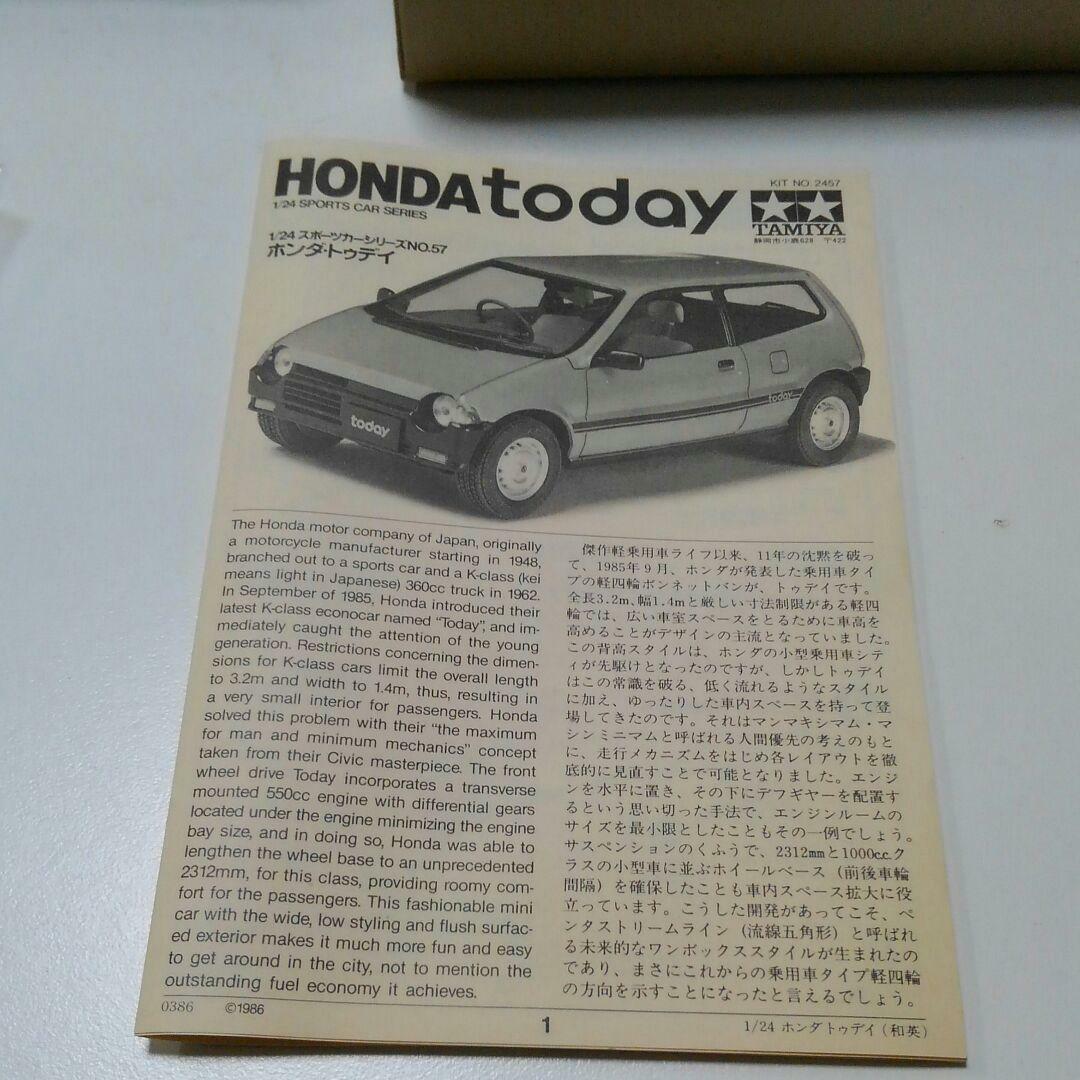 HONDA today
KIT NO. 2457
1/24 SPORTS CAR SERIES
TAMIYA
静岡市小鹿628 〒422
1/24 スポーツカーシリーズNO.57
ホンダ・トゥデイ
today
today
The Honda motor company of Japan, originally
a motorcycle manufacturer starting in 1948,
branched out to a sports car and a K-class (kei
means light in Japanese) 360cc truck in 1962.
In September of 1985, Honda introduced their
latest K-class econocar named "Today", and im-
mediately caught the attention of the young
generation. Restrictions concerning the dimen-
sions for K-class cars limit the overall length
to 3.2m and width to 1.4m, thus, resulting in
a very small interior for passengers. Honda
solved this problem with their "the maximum
for man and minimum mechanics" concept
taken from their Civic masterpiece. The front
wheel drive Today incorporates a transverse
mounted 550cc engine with differential gears
located under the engine minimizing the engine
bay size, and in doing so, Honda was able to
lengthen the wheel base to an unprecedented
2312mm, for this class, providing roomy com-
fort for the passengers. This fashionable mini
car with the wide, low styling and flush surfac-
ed exterior makes it much more fun and easy
to get around in the city, not to mention the
outstanding fuel economy it achieves.
傑作軽乗用車ライフ以来、11年の沈黙を破っ
て、1985年9月、ホンダが発表した乗用車タイ
プの軽四輪ボンネットバンが、トゥデイです。
全長3.2m、幅1.4mと厳しい寸法制限がある軽四
輪では、広い車室スペースをとるために車高を
高めることがデザインの主流となっていました。
この背高スタイルは、ホンダの小型乗用車シテ
ィが先駆けとなったのですが、しかしトゥデイ
はこの常識を破る、低く流れるようなスタイル
に加え、ゆったりした車内スペースを持って登
場してきたのです。それはマンマキシマム・マ
シンミニマムと呼ばれる人間優先の考えのもと
に、走行メカニズムをはじめ各レイアウトを徹
底的に見直すことで可能となりました。エンジ
ンを水平に置き、その下にデフギヤーを配置す
るという思い切った手法で、エンジンルームの
サイズを最小限としたこともその一例でしょう。
サスペンションのくふうで、2312mmと1000c.c.ク
ラスの小型車に並ぶホイールベース（前後車輪
間隔）を確保したことも車内スペース拡大に役
立っています。こうした開発があってこそ、ペ
ンタストリームライン（流線五角形）と呼ばれ
る未来的なワンボックススタイルが生まれたの
であり、まさにこれからの乗用車タイプ軽四輪
の方向を示すことになったと言えるでしょう。
0386 ©1986
1
1/24 ホンダトゥデイ（和英）